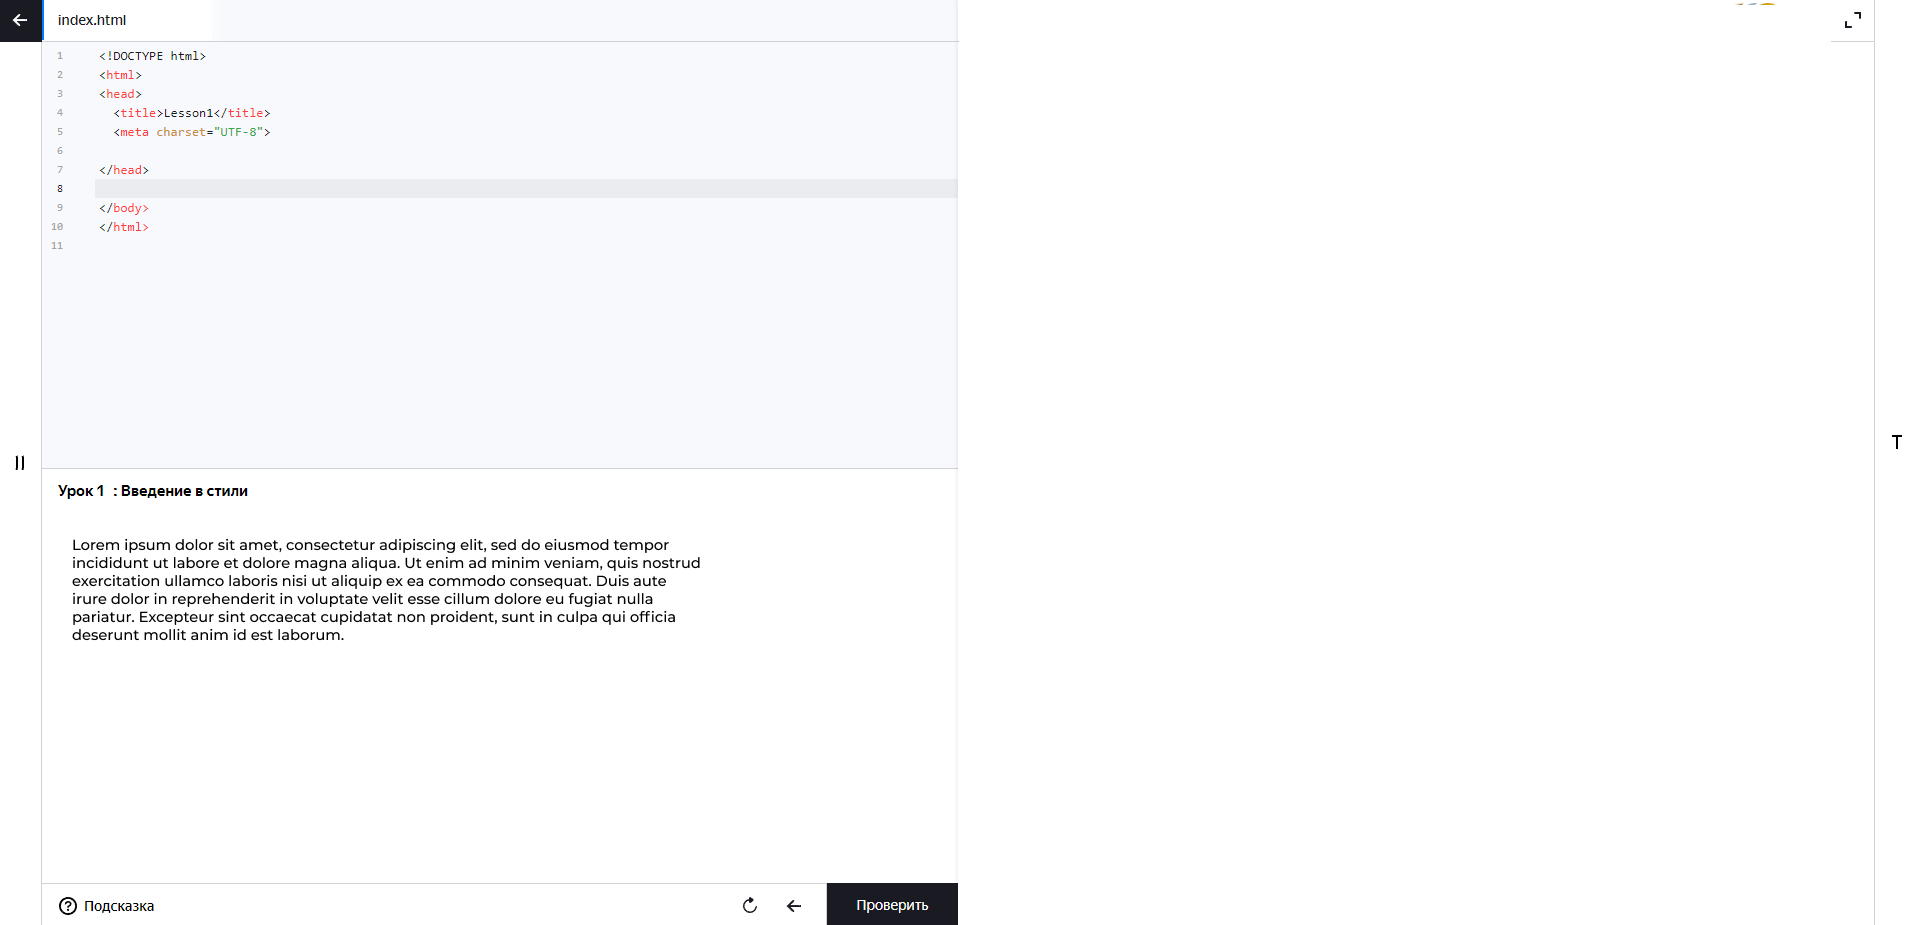 index.html
1 <!DOCTYPE html>
2 <html>
3 <head>
4 <title>Lesson1</title>
5 <meta charset="UTF-8">
6
7 </head>
8
9 </body>
10 </html>
11
T
Урок 1 : Введение в стили
Lorem ipsum dolor sit amet, consectetur adipiscing elit, sed do eiusmod tempor
incididunt ut labore et dolore magna aliqua. Ut enim ad minim veniam, quis nostrud
exercitation ullamco laboris nisi ut aliquip ex ea commodo consequat. Duis aute
irure dolor in reprehenderit in voluptate velit esse cillum dolore eu fugiat nulla
pariatur. Excepteur sint occaecat cupidatat non proident, sunt in culpa qui officia
deserunt mollit anim id est laborum.
Подсказка
Проверить